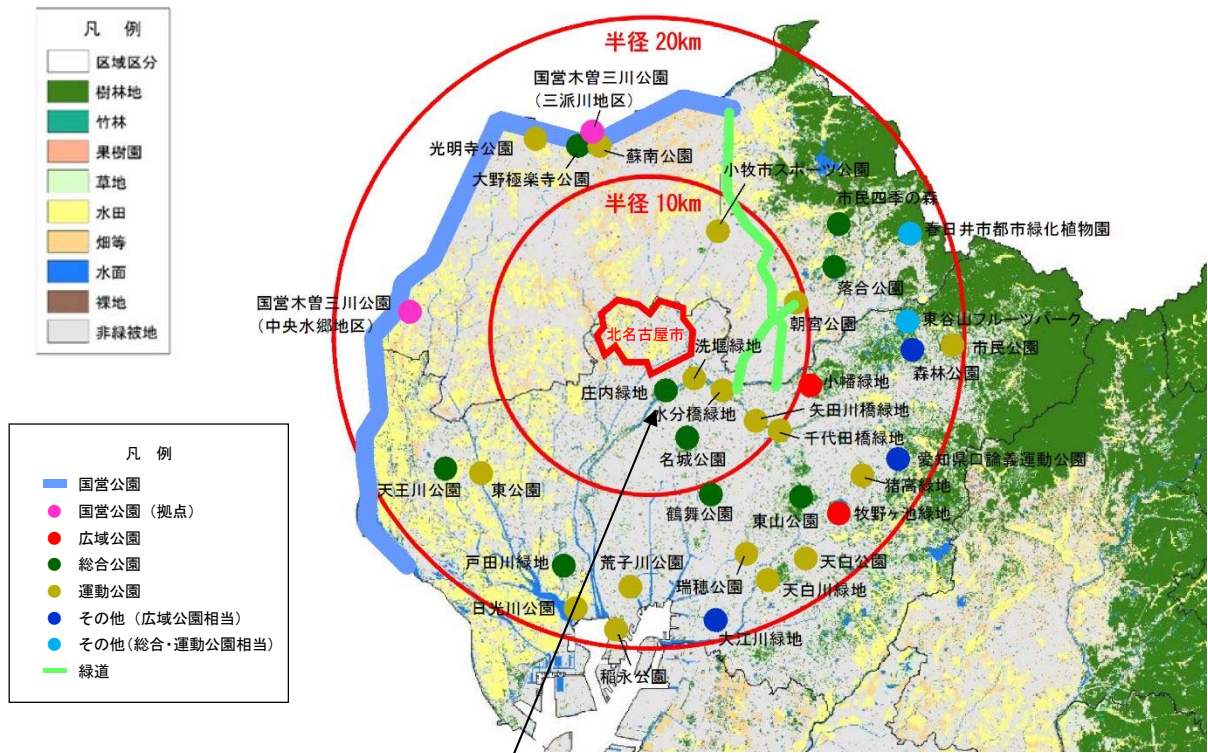 凡 例
区域区分
樹林地
竹林
果樹園
草地
水田
畑等
水面
裸地
非緑被地
半径 20km
国営木曽三川公園
（三派川地区）
光明寺公園
大野極楽寺公園
蘇南公園
小牧市スポーツ公園
半径 10km
市民四季の森
春日井市都市緑化植物園
落合公園
国営木曽三川公園
（中央水郷地区）
北名古屋市
朝宮公園
東谷山フルーツパーク
市民公園
森林公園
洗堰緑地
庄内緑地
水分橋緑地
小幡緑地
矢田川橋緑地
千代田橋緑地
名城公園
愛知県口論義運動公園
猪高緑地
天王川公園
東公園
鶴舞公園
東山公園
牧野ヶ池緑地
戸田川緑地
荒子川公園
瑞穂公園
天白公園
天白川緑地
日光川公園
大江川緑地
稲永公園
凡 例
国営公園
国営公園（拠点）
広域公園
総合公園
運動公園
その他（広域公園相当）
その他（総合・運動公園相当）
緑道